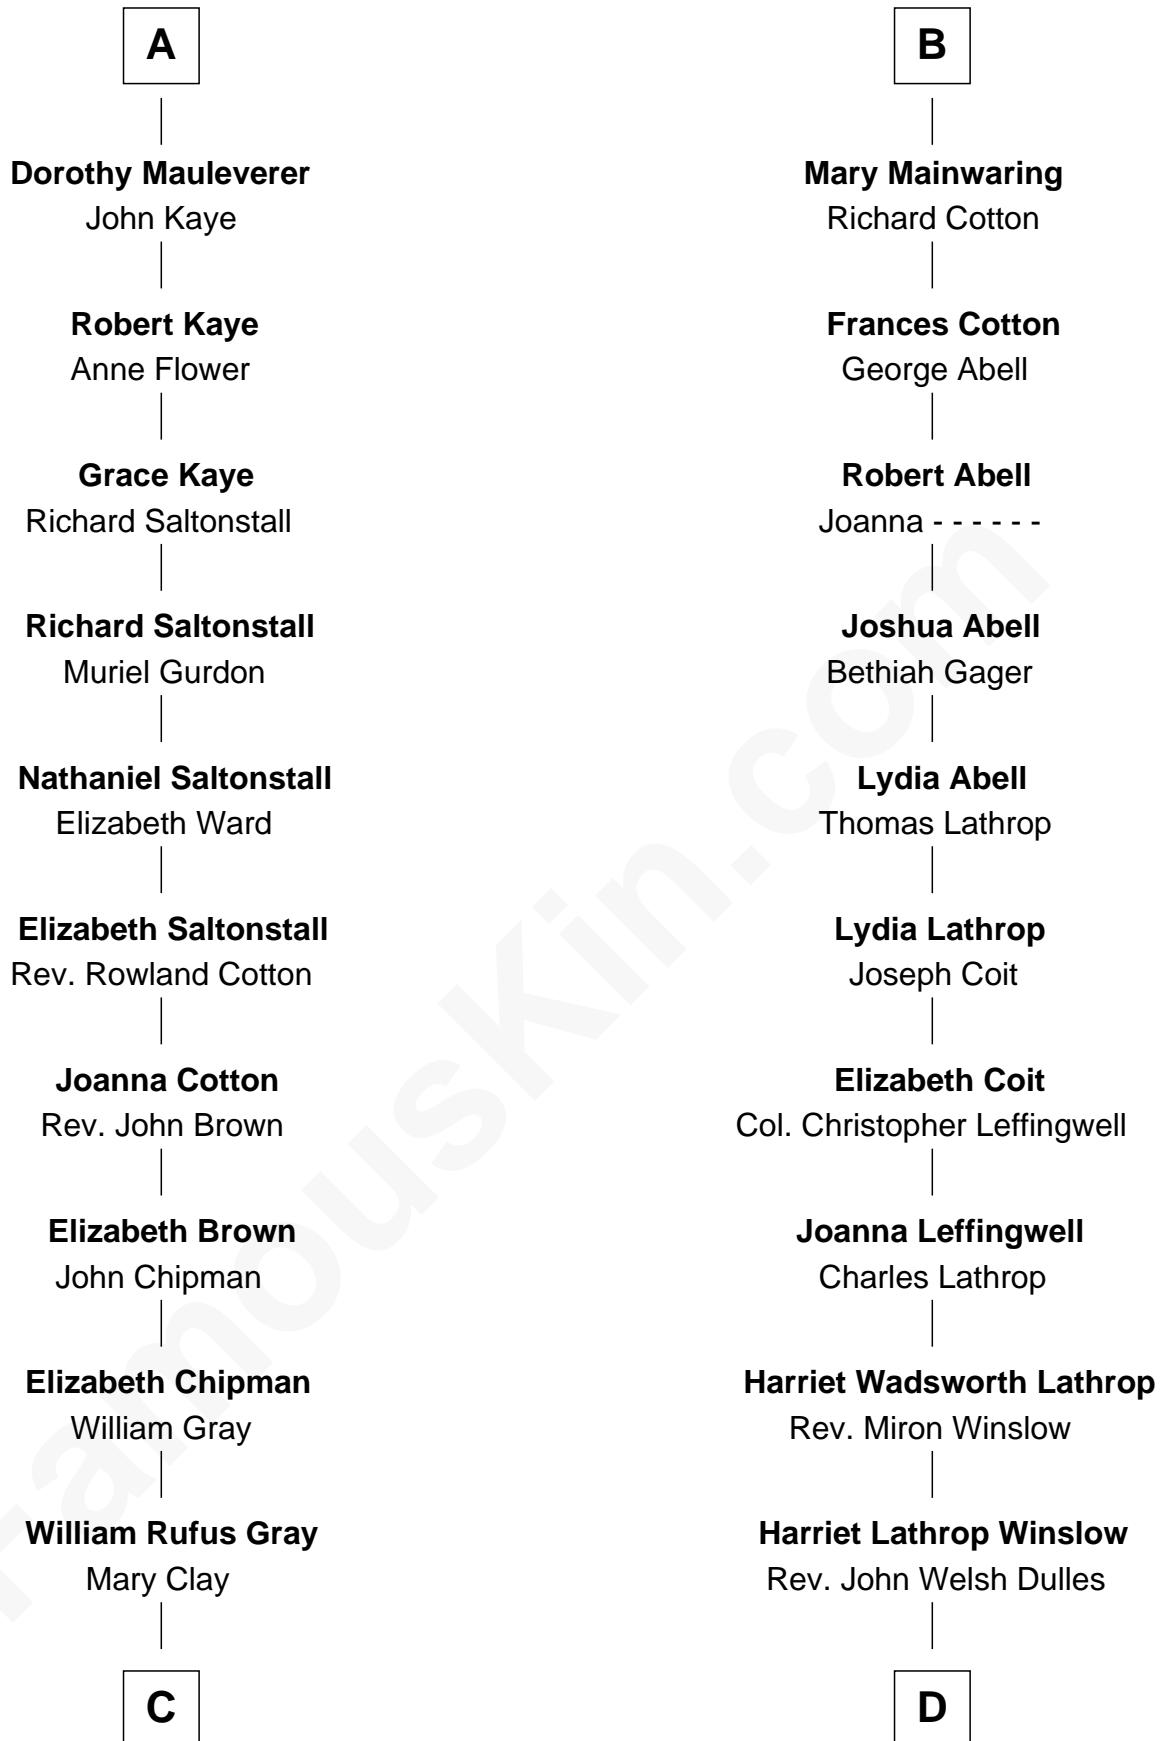 A
Dorothy Mauleverer
John Kaye
Robert Kaye
Anne Flower
Grace Kaye
Richard Saltonstall
Richard Saltonstall
Muriel Gurdon
Nathaniel Saltonstall
Elizabeth Ward
Elizabeth Saltonstall
Rev. Rowland Cotton
Joanna Cotton
Rev. John Brown
Elizabeth Brown
John Chipman
Elizabeth Chipman
William Gray
William Rufus Gray
Mary Clay
C
B
Mary Mainwaring
Richard Cotton
Frances Cotton
George Abell
Robert Abell
Joanna - - - - - -
Joshua Abell
Bethiah Gager
Lydia Abell
Thomas Lathrop
Lydia Lathrop
Joseph Coit
Elizabeth Coit
Col. Christopher Leffingwell
Joanna Leffingwell
Charles Lathrop
Harriet Wadsworth Lathrop
Rev. Miron Winslow
Harriet Lathrop Winslow
Rev. John Welsh Dulles
D
FamousKin.com